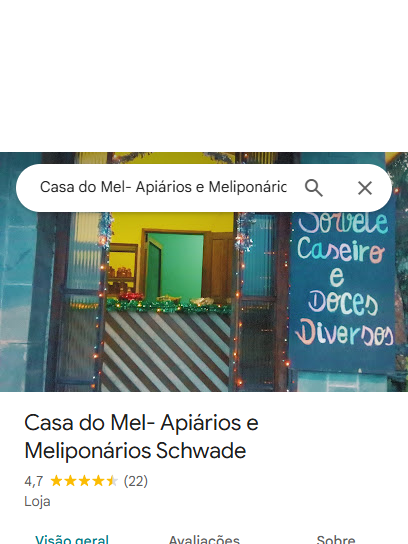 Casa do Mel- Apiários e Meliponáric
Sorvete
Caseiro
e
Doces
Diversos
Casa do Mel- Apiários e
Meliponários Schwade
4,7 (22)
Loja
Visão geral Avaliações Sobre